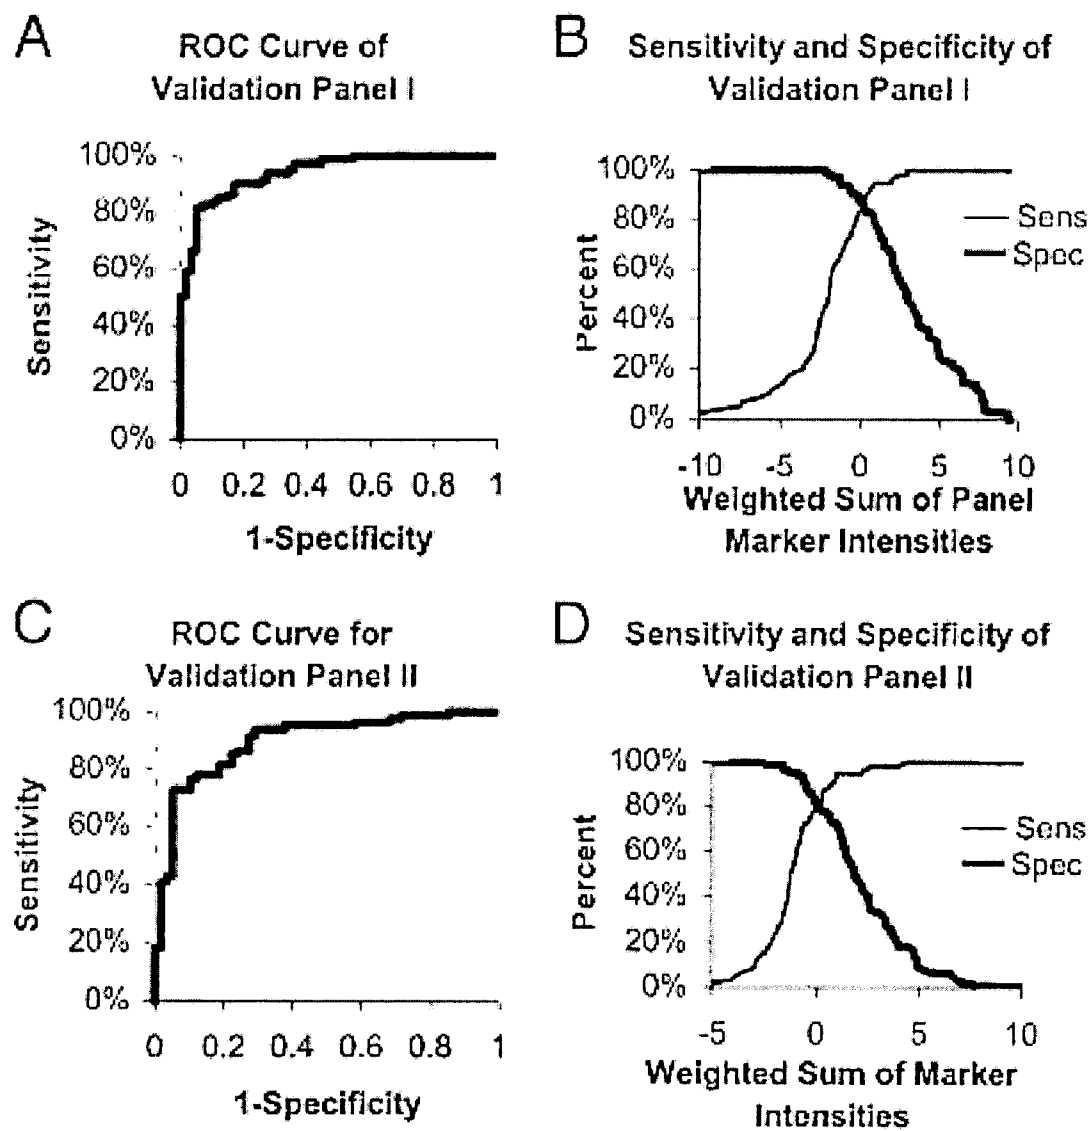 A
ROC Curve of
Validation Panel I
100%
80%
60%
40%
20%
0%
Sensitivity
0 0.2 0.4 0.6 0.8 1
1-Specificity
B
Sensitivity and Specificity of
Validation Panel I
100%
80%
60%
40%
20%
0%
Percent
Sens
Spec
-10 -5 0 5 10
Weighted Sum of Panel
Marker Intensities
C
ROC Curve for
Validation Panel II
100%
80%
60%
40%
20%
0%
Sensitivity
0 0.2 0.4 0.6 0.8 1
1-Specificity
D
Sensitivity and Specificity of
Validation Panel II
100%
80%
60%
40%
20%
0%
Percent
Sens
Spec
-5 0 5 10
Weighted Sum of Marker
Intensities